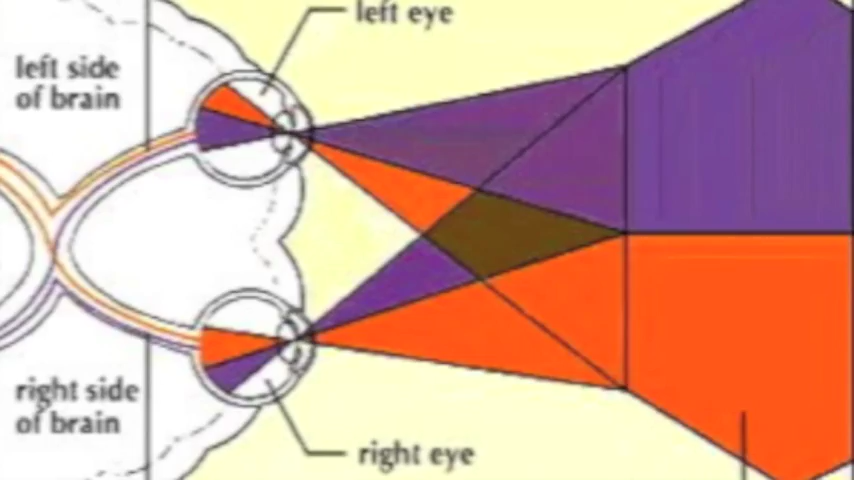 left eye
left side
of brain
right side
of brain
right eye